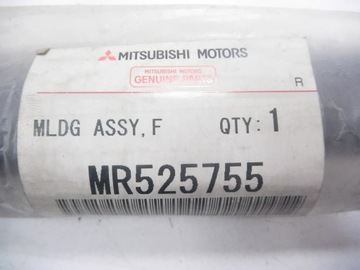 MITSUBISHI MOTORS
MITSUBISHI MOTORS
GENUINE PARTS
R
MLDG ASSY,F QTY:1
MR525755